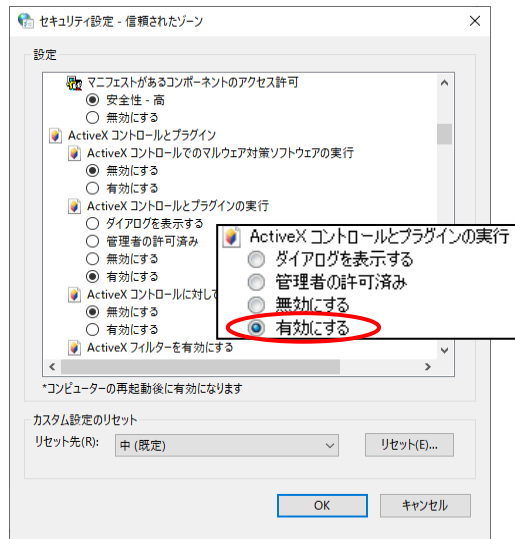 セキュリティ設定 - 信頼されたゾーン
設定
マニフェストがあるコンポーネントのアクセス許可
安全性 - 高
無効にする
ActiveX コントロールとプラグイン
ActiveX コントロールでのマルウェア対策ソフトウェアの実行
無効にする
有効にする
ActiveX コントロールとプラグインの実行
ダイアログを表示する
管理者の許可済み
無効にする
有効にする
ActiveX コントロールに対して
無効にする
有効にする
ActiveX フィルターを有効にする
ActiveX コントロールとプラグインの実行
ダイアログを表示する
管理者の許可済み
無効にする
有効にする
*コンピューターの再起動後に有効になります
カスタム設定のリセット
リセット先(R): 中 (既定) リセット(E)...
OK キャンセル